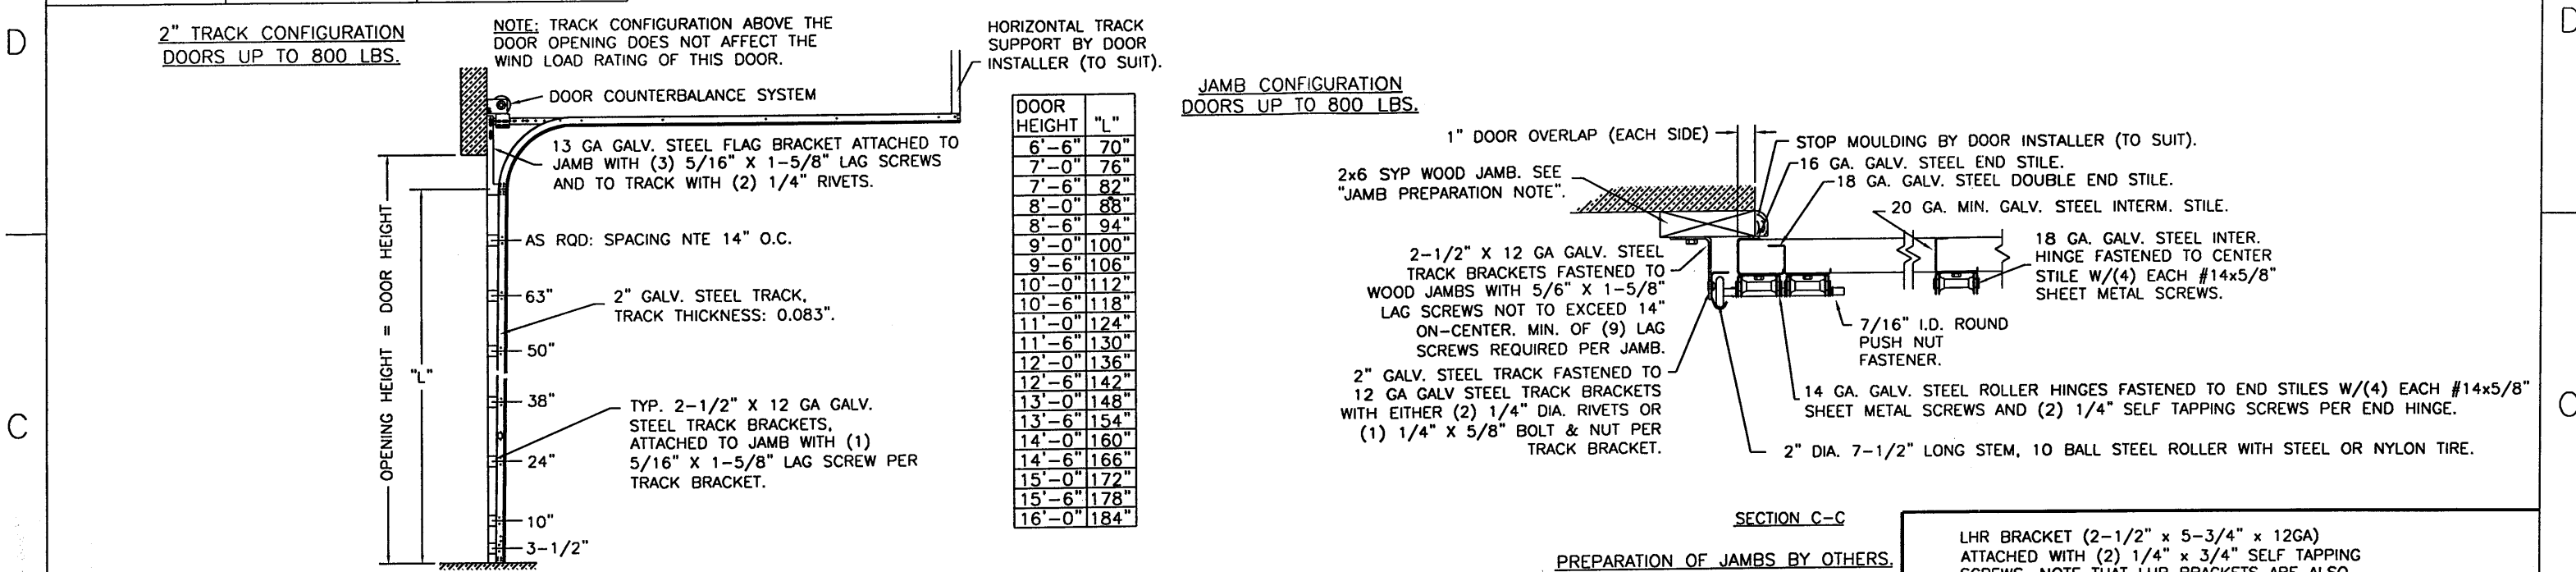 D
2" TRACK CONFIGURATION
DOORS UP TO 800 LBS.
NOTE: TRACK CONFIGURATION ABOVE THE
DOOR OPENING DOES NOT AFFECT THE
WIND LOAD RATING OF THIS DOOR.
HORIZONTAL TRACK
SUPPORT BY DOOR
INSTALLER (TO SUIT).
DOOR COUNTERBALANCE SYSTEM
13 GA GALV. STEEL FLAG BRACKET ATTACHED TO
JAMB WITH (3) 5/16" X 1-5/8" LAG SCREWS
AND TO TRACK WITH (2) 1/4" RIVETS.
OPENING HEIGHT = DOOR HEIGHT
"L"
AS RQD: SPACING NTE 14" O.C.
63"
2" GALV. STEEL TRACK,
TRACK THICKNESS: 0.083".
50"
38"
TYP. 2-1/2" X 12 GA GALV.
STEEL TRACK BRACKETS,
ATTACHED TO JAMB WITH (1)
5/16" X 1-5/8" LAG SCREW PER
TRACK BRACKET.
24"
10"
3-1/2"
DOOR HEIGHT "L"
6'-6" 70"
7'-0" 76"
7'-6" 82"
8'-0" 88"
8'-6" 94"
9'-0" 100"
9'-6" 106"
10'-0" 112"
10'-6" 118"
11'-0" 124"
11'-6" 130"
12'-0" 136"
12'-6" 142"
13'-0" 148"
13'-6" 154"
14'-0" 160"
14'-6" 166"
15'-0" 172"
15'-6" 178"
16'-0" 184"
JAMB CONFIGURATION
DOORS UP TO 800 LBS.
1" DOOR OVERLAP (EACH SIDE)
STOP MOULDING BY DOOR INSTALLER (TO SUIT).
16 GA. GALV. STEEL END STILE.
18 GA. GALV. STEEL DOUBLE END STILE.
20 GA. MIN. GALV. STEEL INTERM. STILE.
2x6 SYP WOOD JAMB. SEE
"JAMB PREPARATION NOTE".
18 GA. GALV. STEEL INTER.
HINGE FASTENED TO CENTER
STILE W/(4) EACH #14x5/8"
SHEET METAL SCREWS.
2-1/2" X 12 GA GALV. STEEL
TRACK BRACKETS FASTENED TO
WOOD JAMBS WITH 5/6" X 1-5/8"
LAG SCREWS NOT TO EXCEED 14"
ON-CENTER. MIN. OF (9) LAG
SCREWS REQUIRED PER JAMB.
7/16" I.D. ROUND
PUSH NUT
FASTENER.
2" GALV. STEEL TRACK FASTENED TO
12 GA GALV STEEL TRACK BRACKETS
WITH EITHER (2) 1/4" DIA. RIVETS OR
(1) 1/4" X 5/8" BOLT & NUT PER
TRACK BRACKET.
14 GA. GALV. STEEL ROLLER HINGES FASTENED TO END STILES W/(4) EACH #14x5/8"
SHEET METAL SCREWS AND (2) 1/4" SELF TAPPING SCREWS PER END HINGE.
2" DIA. 7-1/2" LONG STEM, 10 BALL STEEL ROLLER WITH STEEL OR NYLON TIRE.
SECTION C-C
PREPARATION OF JAMBS BY OTHERS.
LHR BRACKET (2-1/2" x 5-3/4" x 12GA)
ATTACHED WITH (2) 1/4" x 3/4" SELF TAPPING
SCREWS. NOTE THAT LHR BRACKETS ARE ALSO
C
D
C